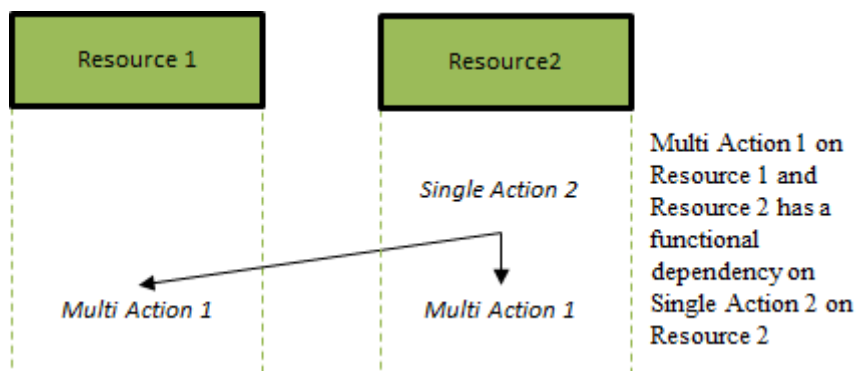 Resource 1
Resource2
Single Action 2
Multi Action 1
Multi Action 1
Multi Action 1 on
Resource 1 and
Resource 2 has a
functional
dependency on
Single Action 2 on
Resource 2